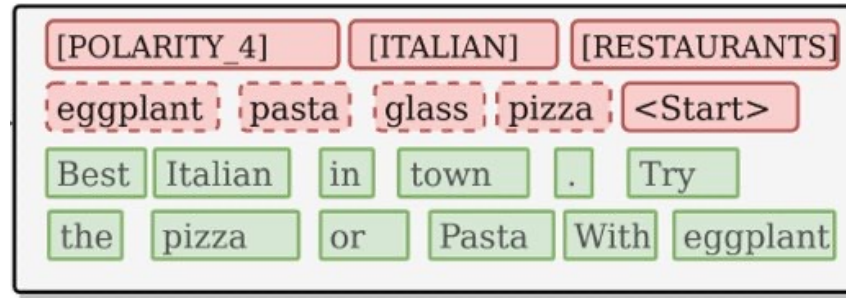 [POLARITY_4] [ITALIAN] [RESTAURANTS]
eggplant pasta glass pizza <Start>
Best Italian in town . Try
the pizza or Pasta With eggplant